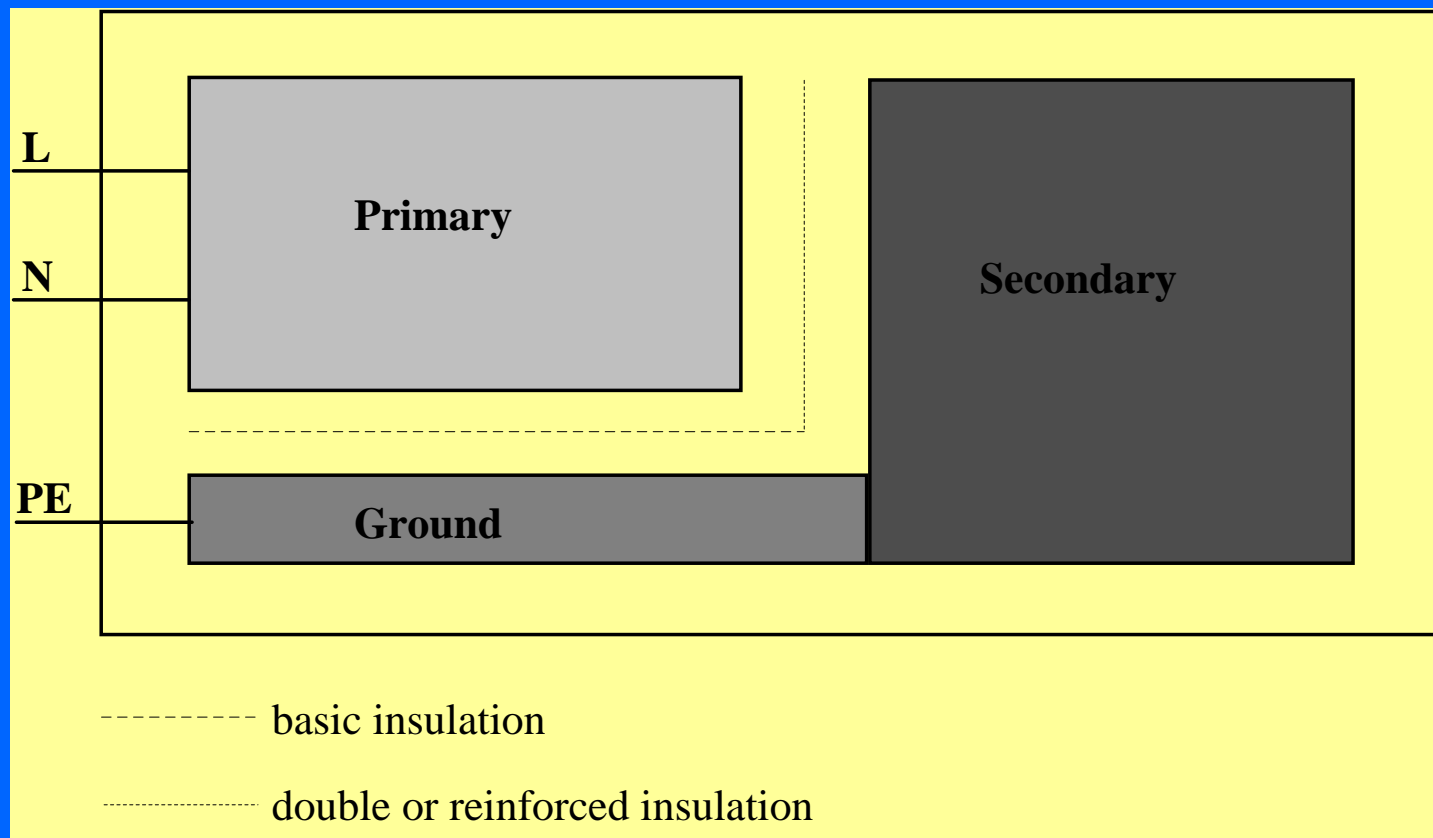 L
Primary
N
Secondary
PE
Ground
basic insulation
double or reinforced insulation